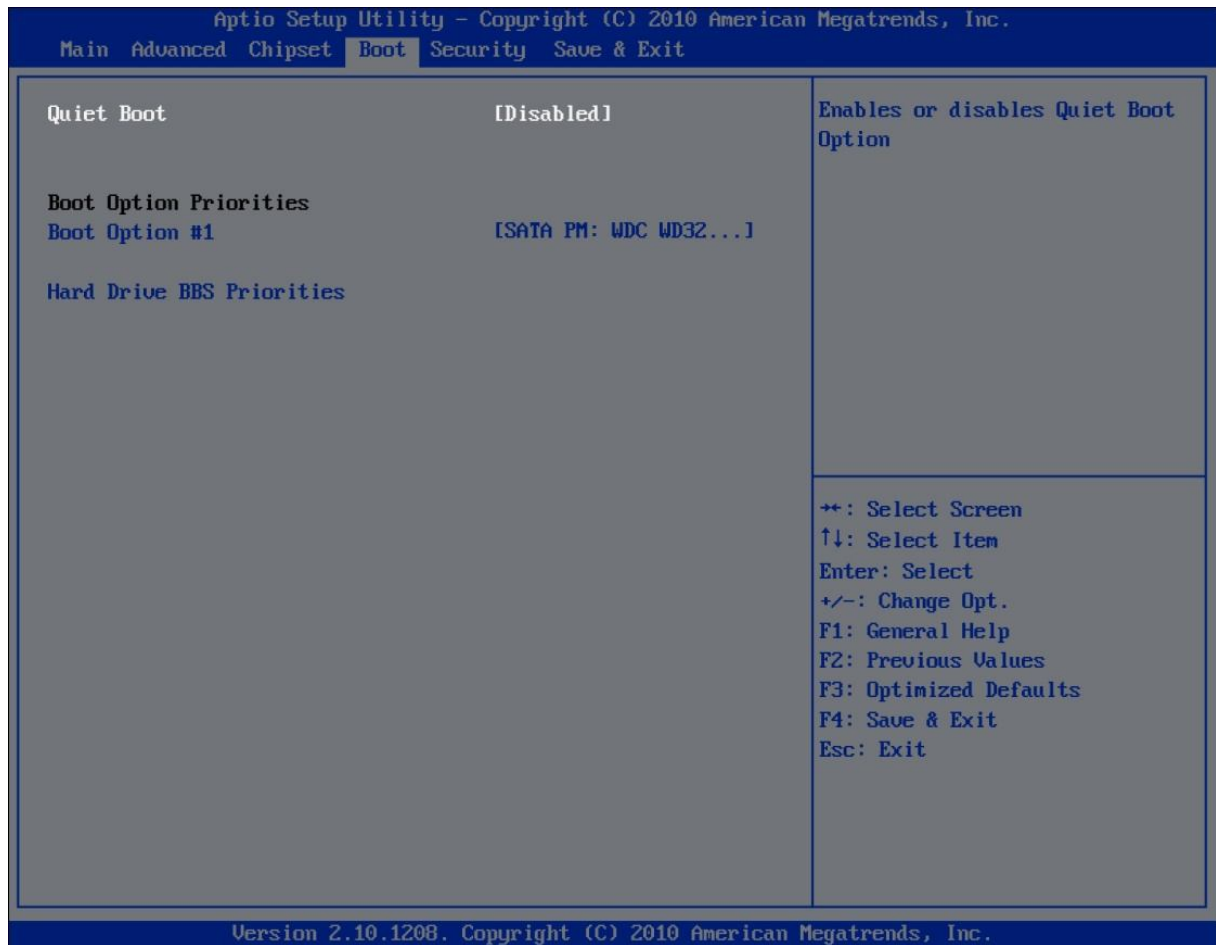 Aptio Setup Utility – Copyright (C) 2010 American Megatrends, Inc.
Main Advanced Chipset Boot Security Save & Exit
Quiet Boot [Disabled]
Boot Option Priorities
Boot Option #1 [SATA PM: WDC WD32...]
Hard Drive BBS Priorities
Enables or disables Quiet Boot
Option
→←: Select Screen
↑↓: Select Item
Enter: Select
+/-: Change Opt.
F1: General Help
F2: Previous Values
F3: Optimized Defaults
F4: Save & Exit
Esc: Exit
Version 2.10.1208. Copyright (C) 2010 American Megatrends, Inc.